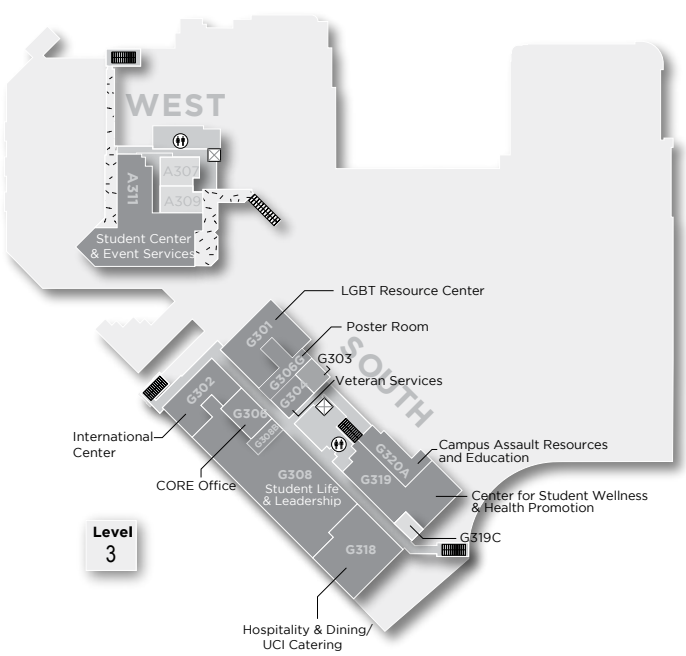 WEST
A307
A311
A309
Student Center
& Event Services
LGBT Resource Center
G301
Poster Room
SOUTH
G303
G306G
Veteran Services
G304
G302
G306
G308B
International
Center
Campus Assault Resources
and Education
G320A
G319
G308
Student Life
& Leadership
CORE Office
Center for Student Wellness
& Health Promotion
Level
3
G319C
G318
Hospitality & Dining/
UCI Catering